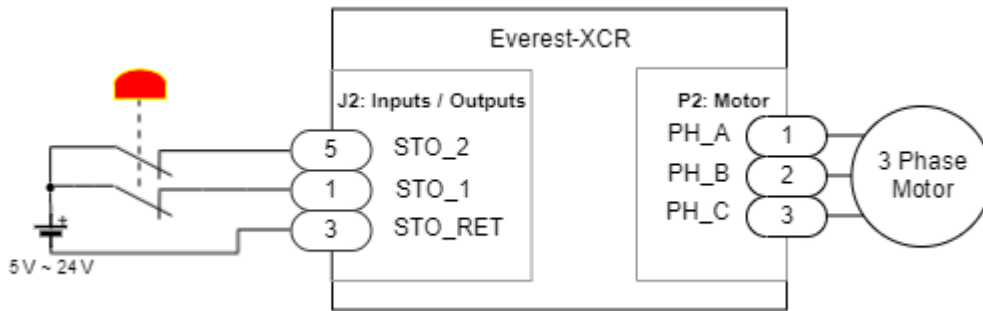 Everest-XCR
J2: Inputs / Outputs
P2: Motor
5 STO_2
1 STO_1
3 STO_RET
PH_A 1
PH_B 2
PH_C 3
3 Phase
Motor
+
5 V ~ 24 V